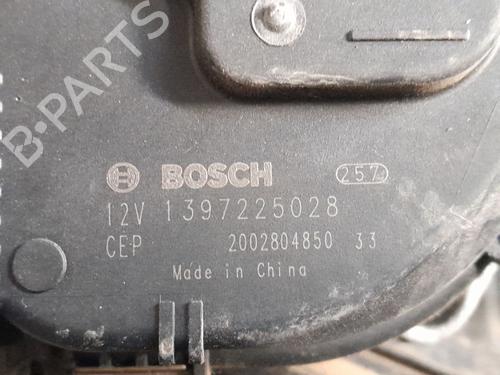 B-PARTS
BOSCH 257
12V 1397225028
CEP 2002804850 33
Made in China